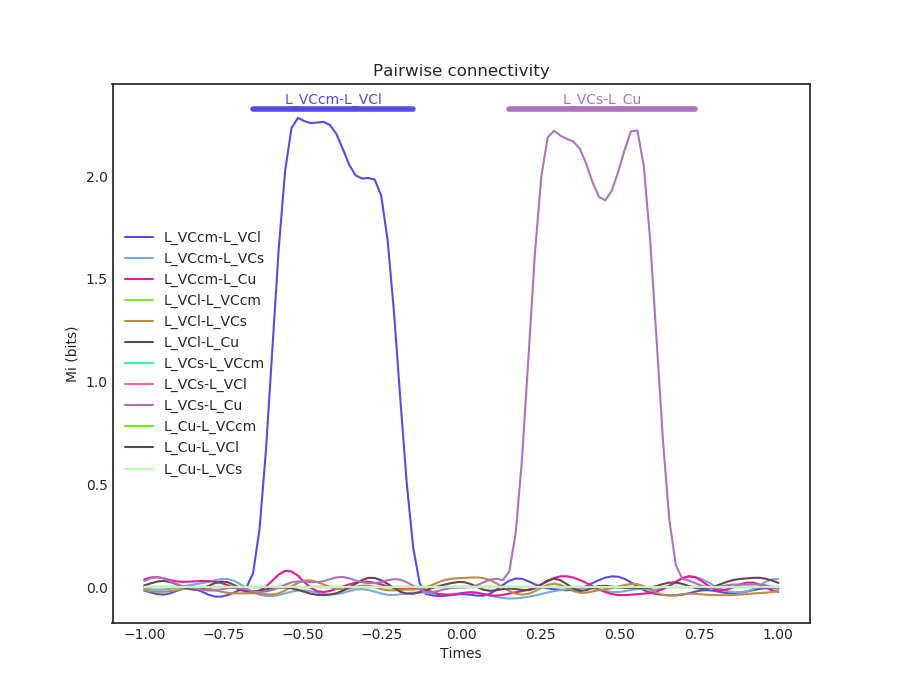 Pairwise connectivity
L_VCcm-L_VCl
L_VCs-L_Cu
2.0
1.5
1.0
0.5
0.0
Mi (bits)
L_VCcm-L_VCl
L_VCcm-L_VCs
L_VCcm-L_Cu
L_VCl-L_VCcm
L_VCl-L_VCs
L_VCl-L_Cu
L_VCs-L_VCcm
L_VCs-L_VCl
L_VCs-L_Cu
L_Cu-L_VCcm
L_Cu-L_VCl
L_Cu-L_VCs
−1.00 −0.75 −0.50 −0.25 0.00 0.25 0.50 0.75 1.00
Times